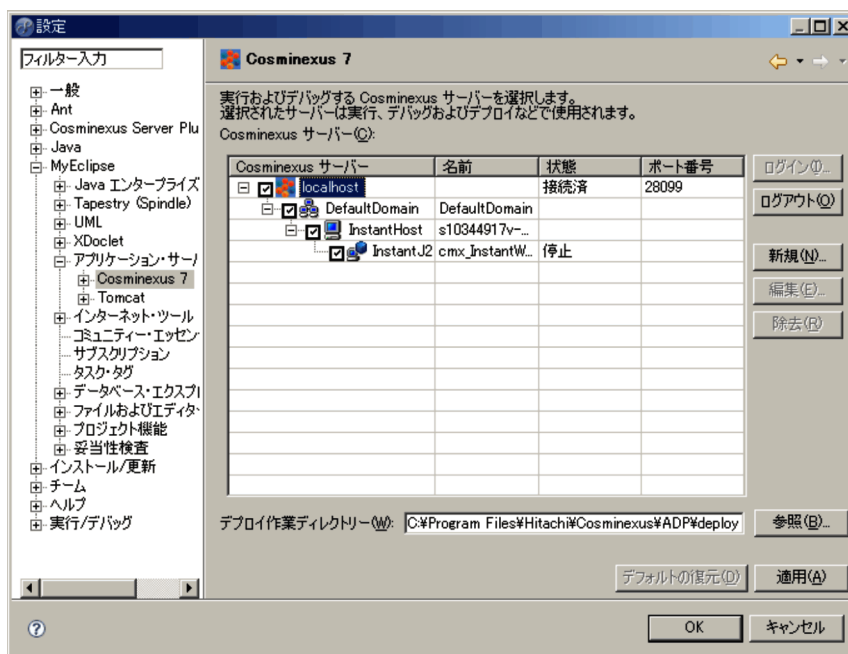 設定
フィルター入力
一般
Ant
Cosminexus Server Plu
Java
MyEclipse
Java エンタープライズ
Tapestry (Spindle)
UML
XDoclet
アプリケーション・サー
Cosminexus 7
Tomcat
インターネット・ツール
コミュニティー・エッセン
サブスクリプション
タスク・タグ
データベース・エクスプ
ファイルおよびエディタ
プロジェクト機能
妥当性検査
インストール/更新
チーム
ヘルプ
実行/デバッグ
Cosminexus 7
実行およびデバッグする Cosminexus サーバーを選択します。
選択されたサーバーは実行、デバッグおよびデプロイなどで使用されます。
Cosminexus サーバー(C):
Cosminexus サーバー 名前 状態 ポート番号
localhost 接続済 28099
DefaultDomain DefaultDomain
InstantHost s10344917v-...
InstantJ2 cmx_InstantW... 停止
ログイン(I)...
ログアウト(O)
新規(N)...
編集(E)...
除去(R)
デプロイ作業ディレクトリー(W): C:¥Program Files¥Hitachi¥Cosminexus¥ADP¥deploy 参照(B)...
デフォルトの復元(D) 適用(A)
OK キャンセル